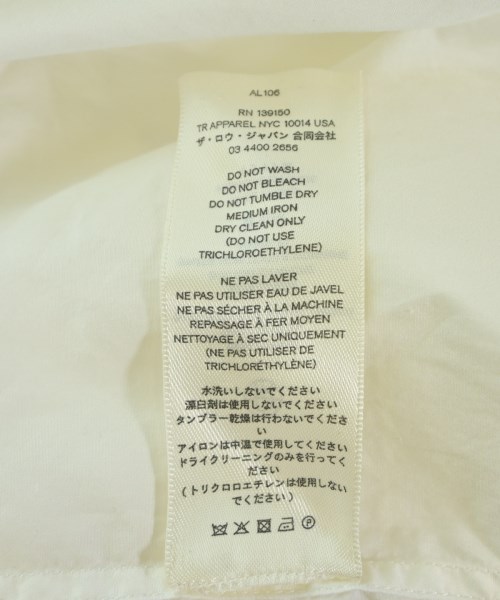 AL106
RN 139150
TR APPAREL NYC 10014 USA
ザ・ロウ・ジャパン 合同会社
03 4400 2656
DO NOT WASH
DO NOT BLEACH
DO NOT TUMBLE DRY
MEDIUM IRON
DRY CLEAN ONLY
(DO NOT USE
TRICHLOROETHYLENE)
NE PAS LAVER
NE PAS UTILISER EAU DE JAVEL
NE PAS SÉCHER À LA MACHINE
REPASSAGE À FER MOYEN
NETTOYAGE À SEC UNIQUEMENT
(NE PAS UTILISER DE
TRICHLORÉTHYLÈNE)
水洗いしないでください
漂白剤は使用しないでください
タンブラー乾燥は行わないでくださ
い
アイロンは中温で使用してください
ドライクリーニングのみを行ってく
ださい
(トリクロロエチレンは使用しない
でください)
P